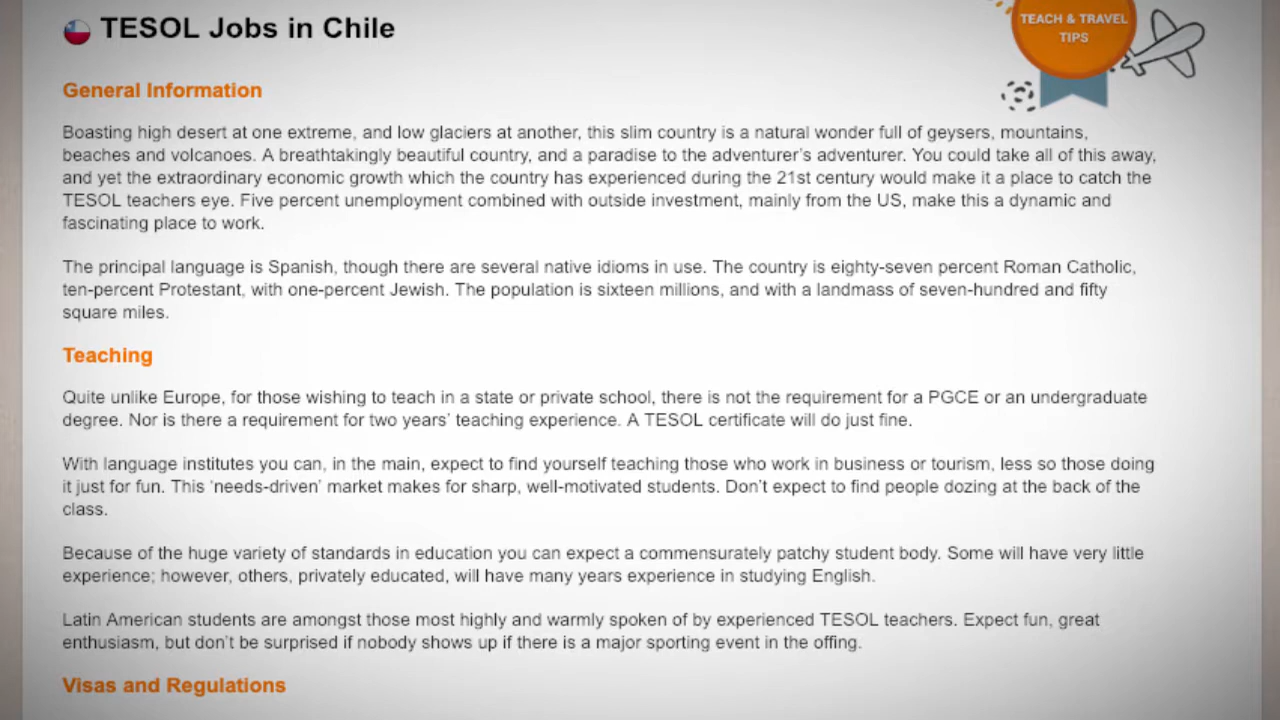 TESOL Jobs in Chile
TEACH & TRAVEL
TIPS
General Information
Boasting high desert at one extreme, and low glaciers at another, this slim country is a natural wonder full of geysers, mountains,
beaches and volcanoes. A breathtakingly beautiful country, and a paradise to the adventurer's adventurer. You could take all of this away,
and yet the extraordinary economic growth which the country has experienced during the 21st century would make it a place to catch the
TESOL teachers eye. Five percent unemployment combined with outside investment, mainly from the US, make this a dynamic and
fascinating place to work.
The principal language is Spanish, though there are several native idioms in use. The country is eighty-seven percent Roman Catholic,
ten-percent Protestant, with one-percent Jewish. The population is sixteen millions, and with a landmass of seven-hundred and fifty
square miles.
Teaching
Quite unlike Europe, for those wishing to teach in a state or private school, there is not the requirement for a PGCE or an undergraduate
degree. Nor is there a requirement for two years' teaching experience. A TESOL certificate will do just fine.
With language institutes you can, in the main, expect to find yourself teaching those who work in business or tourism, less so those doing
it just for fun. This 'needs-driven' market makes for sharp, well-motivated students. Don't expect to find people dozing at the back of the
class.
Because of the huge variety of standards in education you can expect a commensurately patchy student body. Some will have very little
experience; however, others, privately educated, will have many years experience in studying English.
Latin American students are amongst those most highly and warmly spoken of by experienced TESOL teachers. Expect fun, great
enthusiasm, but don't be surprised if nobody shows up if there is a major sporting event in the offing.
Visas and Regulations